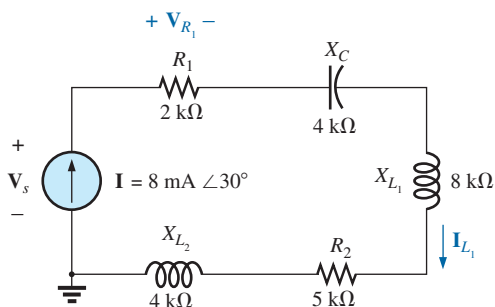 + V_R₁ −
R₁
X_C
2 kΩ
4 kΩ
+
V_s
−
I = 8 mA ∠30°
X_L₁
8 kΩ
I_L₁
X_L₂
R₂
4 kΩ
5 kΩ